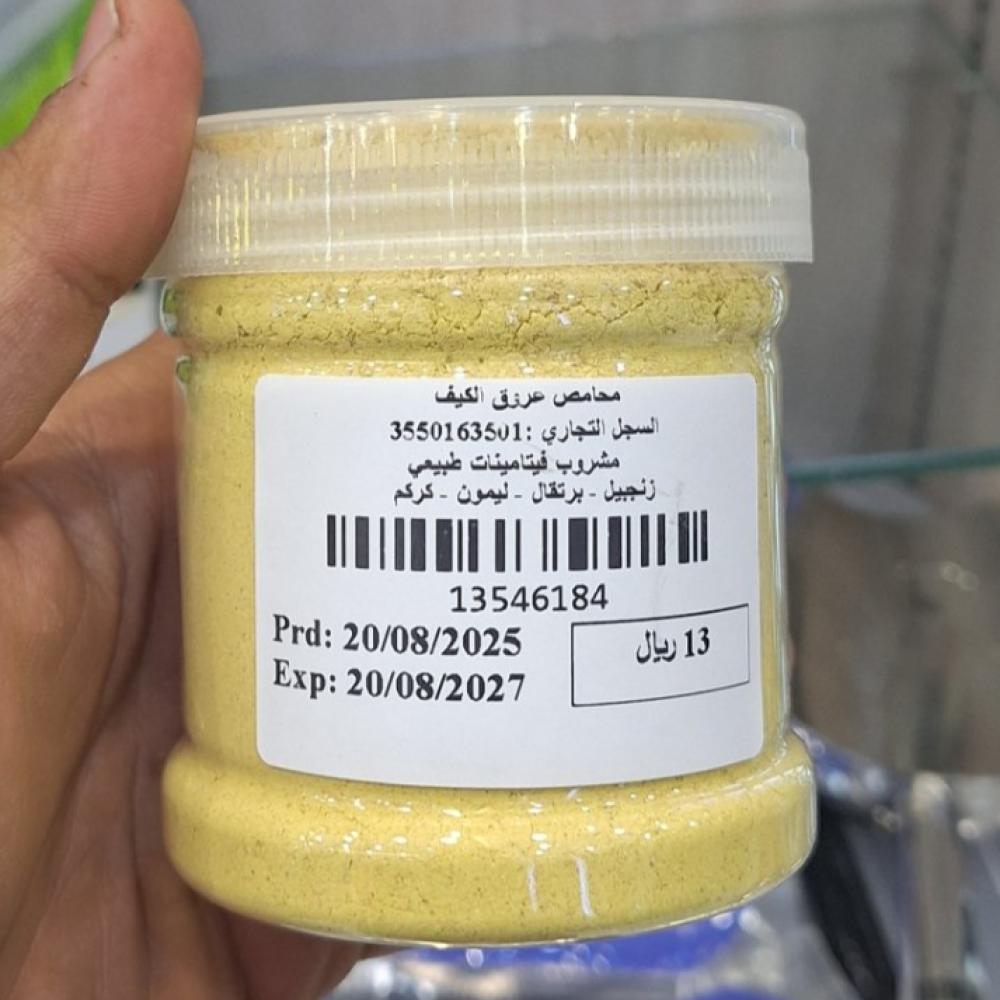 محامص عروق الكيف
السجل التجاري :3550163501
مشروب فيتامينات طبيعي
زنجبيل - برتقال - ليمون - كركم
13546184
Prd: 20/08/2025
Exp: 20/08/2027
13 ريال